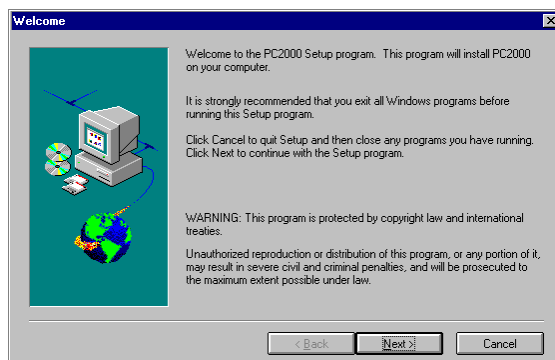 Welcome
Welcome to the PC2000 Setup program. This program will install PC2000
on your computer.
It is strongly recommended that you exit all Windows programs before
running this Setup program.
Click Cancel to quit Setup and then close any programs you have running.
Click Next to continue with the Setup program.
WARNING: This program is protected by copyright law and international
treaties.
Unauthorized reproduction or distribution of this program, or any portion of it,
may result in severe civil and criminal penalties, and will be prosecuted to
the maximum extent possible under law.
< Back
Next >
Cancel